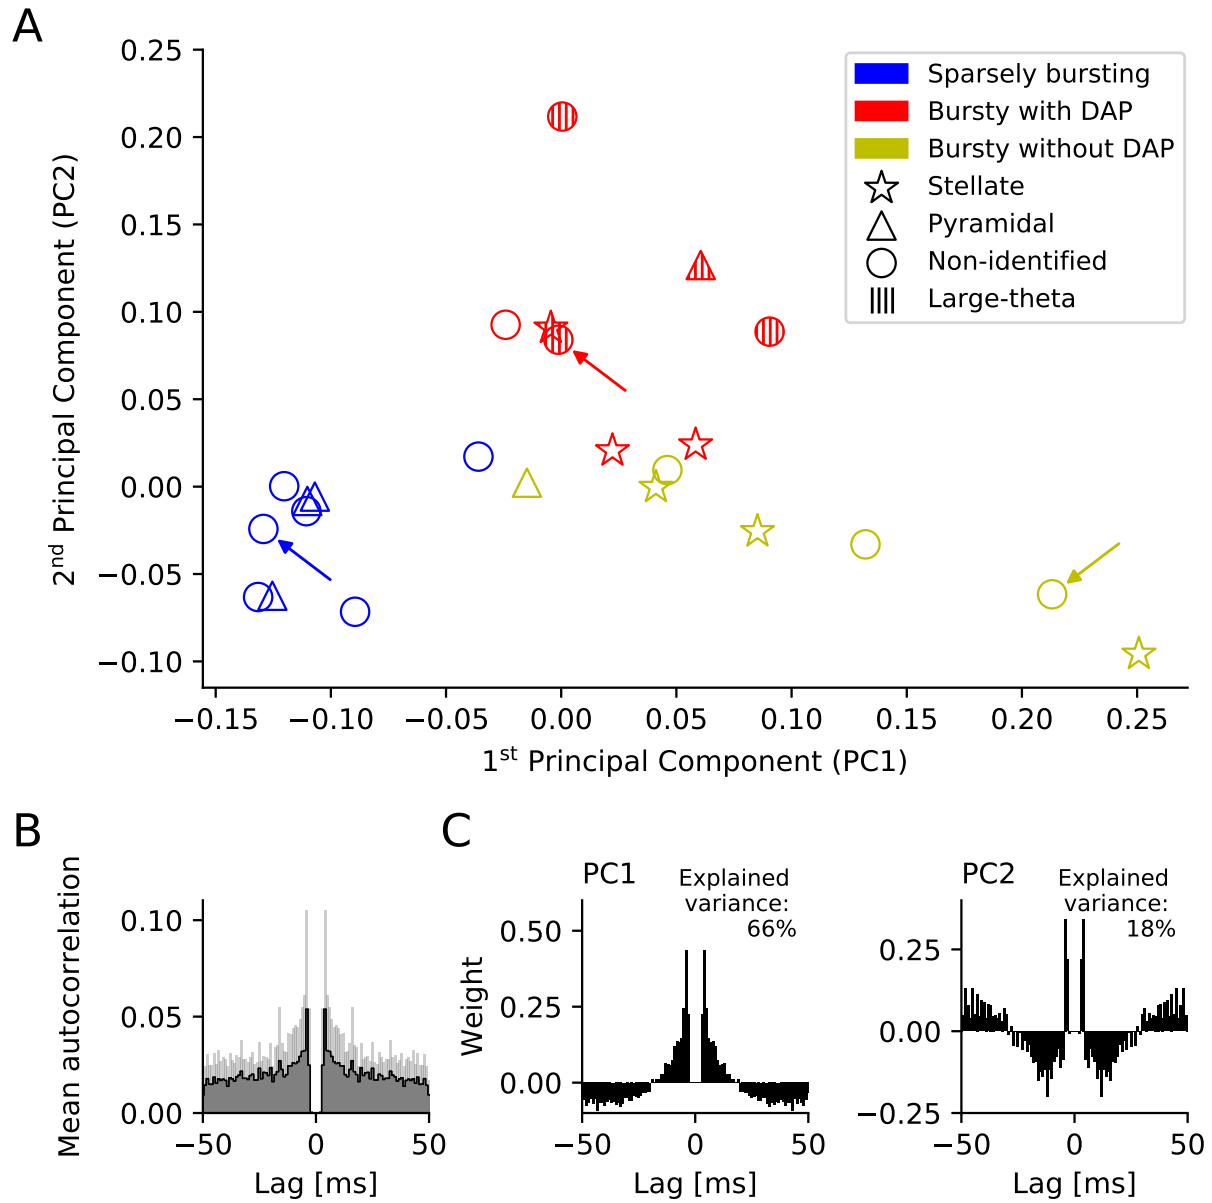 A
0.25
0.20
0.15
0.10
0.05
0.00
−0.05
−0.10
2nd Principal Component (PC2)
Sparsely bursting
Bursty with DAP
Bursty without DAP
Stellate
Pyramidal
Non-identified
Large-theta
−0.15 −0.10 −0.05 0.00 0.05 0.10 0.15 0.20 0.25
1st Principal Component (PC1)
B
Mean autocorrelation
0.10
0.05
0.00
−50 0 50
Lag [ms]
C
PC1
Explained
variance:
66%
Weight
0.50
0.25
0.00
−50 0 50
Lag [ms]
PC2
Explained
variance:
18%
0.25
0.00
−0.25
−50 0 50
Lag [ms]